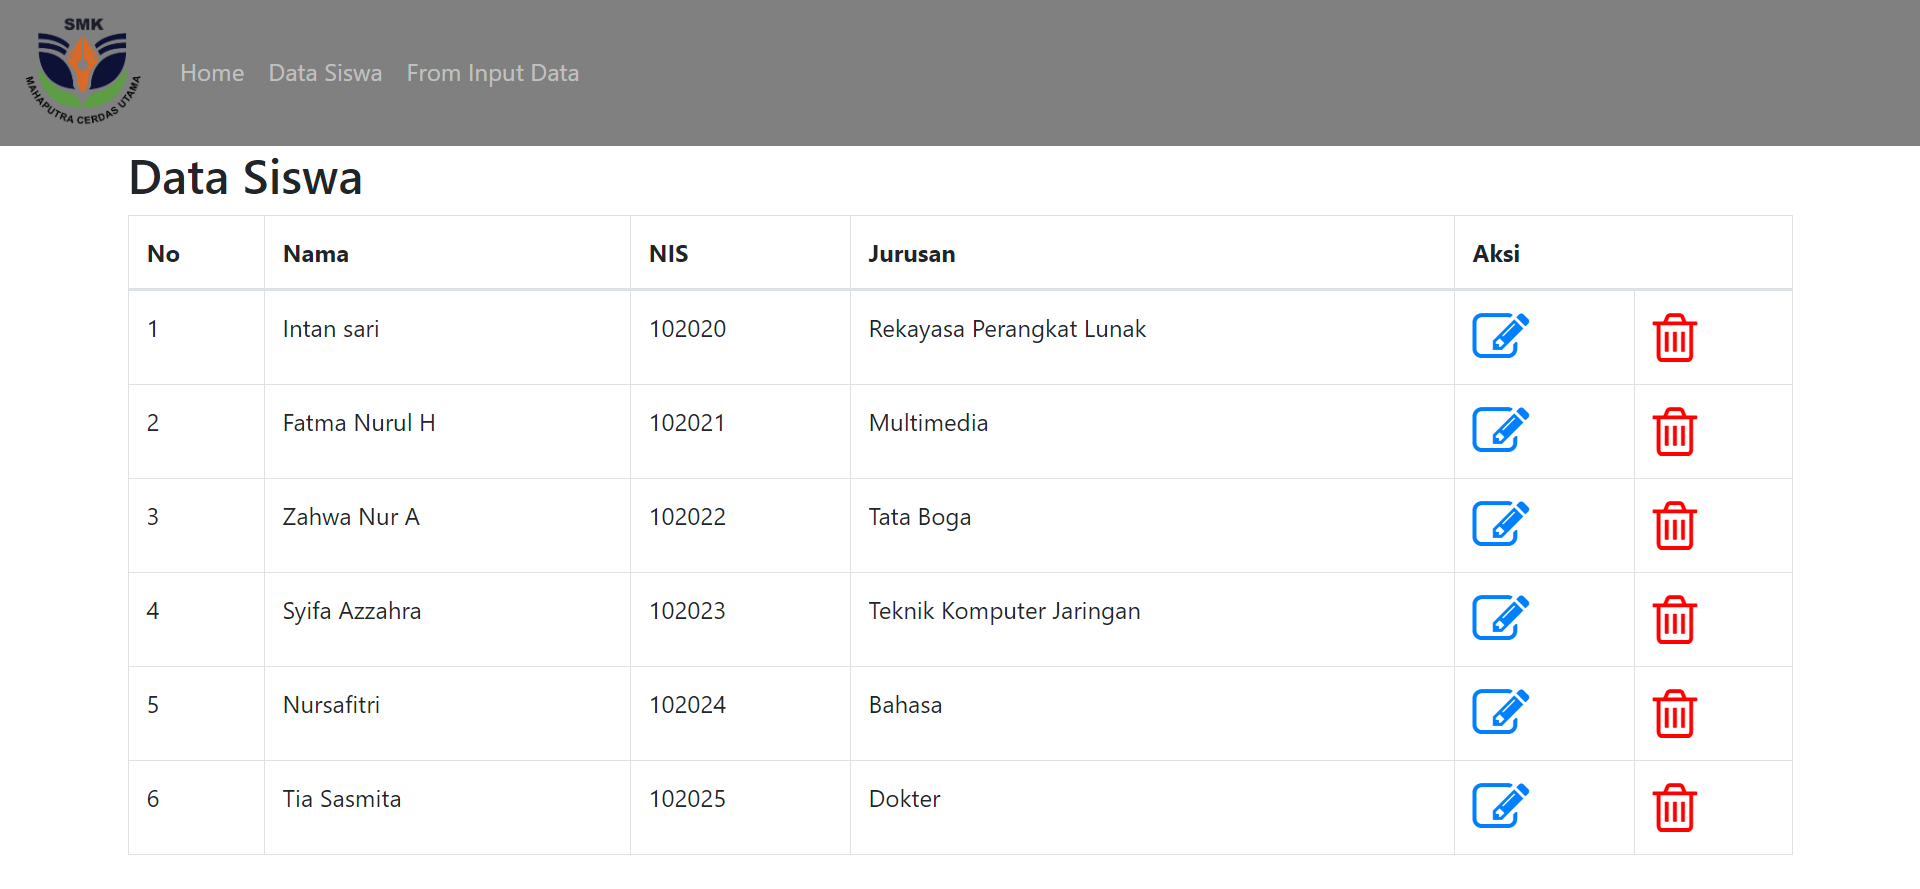 SMK
MAHAPUTRA CERDAS UTAMA
Home Data Siswa From Input Data
Data Siswa
No Nama NIS Jurusan Aksi
1 Intan sari 102020 Rekayasa Perangkat Lunak
2 Fatma Nurul H 102021 Multimedia
3 Zahwa Nur A 102022 Tata Boga
4 Syifa Azzahra 102023 Teknik Komputer Jaringan
5 Nursafitri 102024 Bahasa
6 Tia Sasmita 102025 Dokter